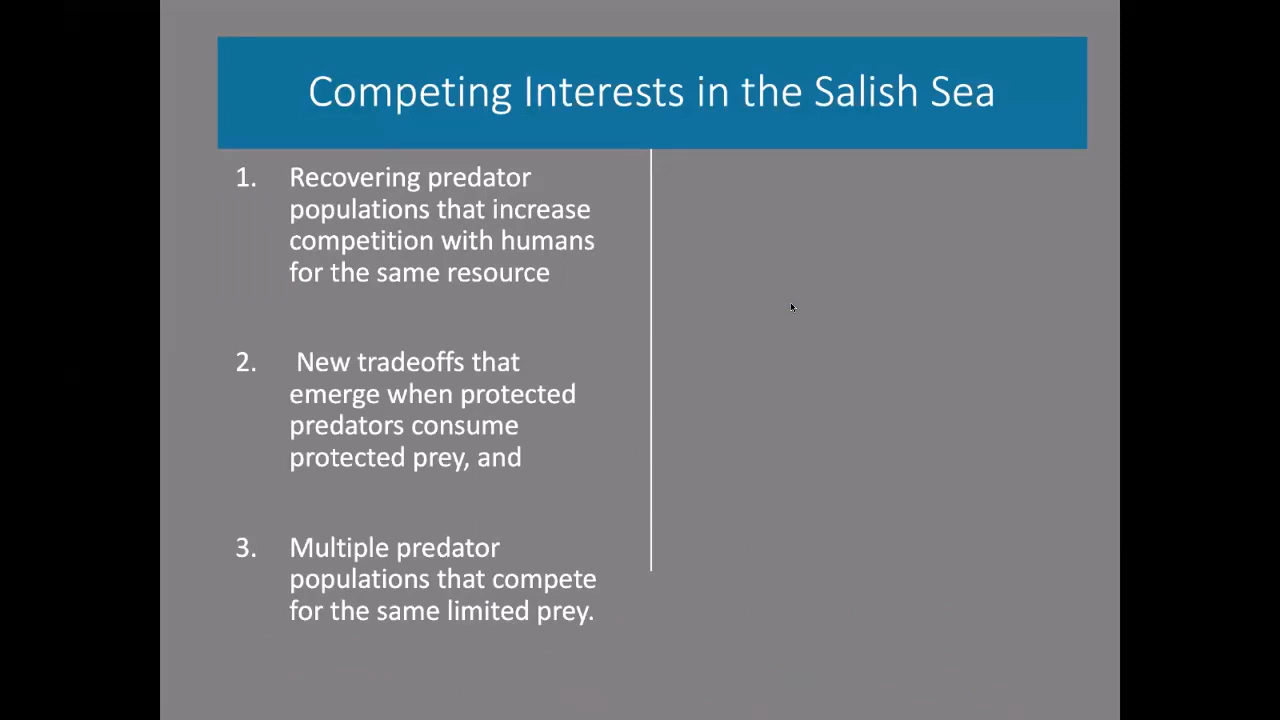 Competing Interests in the Salish Sea
1. Recovering predator
populations that increase
competition with humans
for the same resource
2. New tradeoffs that
emerge when protected
predators consume
protected prey, and
3. Multiple predator
populations that compete
for the same limited prey.